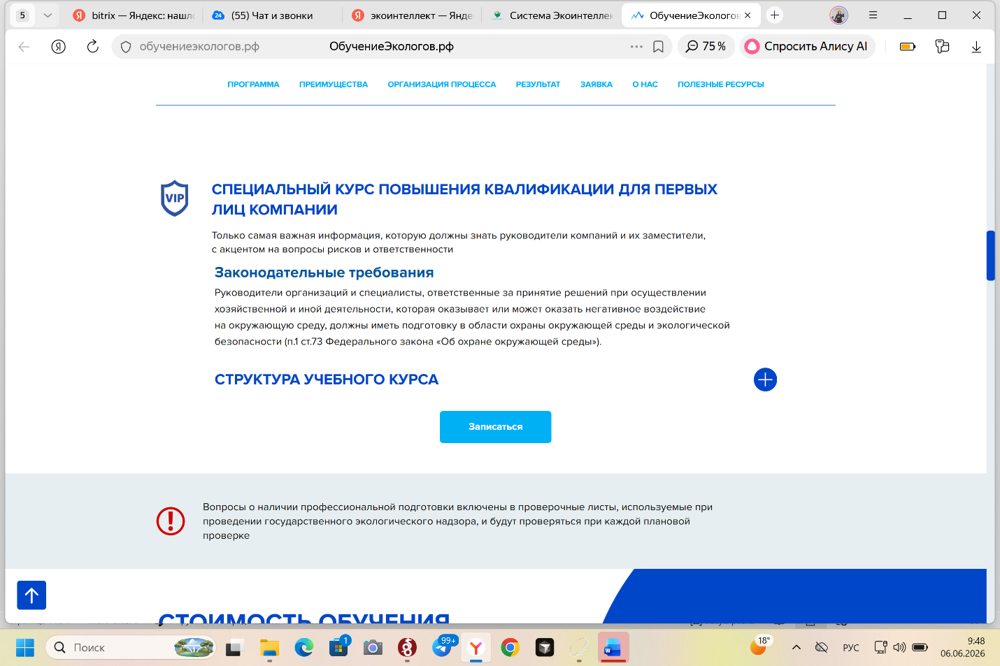 5
bitrix — Яндекс: нашло
24
(55) Чат и звонки
экоинтеллект — Янде
Система Экоинтеллек
ОбучениеЭкологов
обучениеэкологов.рф
ОбучениеЭкологов.рф
75 %
Спросить Алису AI
ПРОГРАММА
ПРЕИМУЩЕСТВА
ОРГАНИЗАЦИЯ ПРОЦЕССА
РЕЗУЛЬТАТ
ЗАЯВКА
О НАС
ПОЛЕЗНЫЕ РЕСУРСЫ
VIP
СПЕЦИАЛЬНЫЙ КУРС ПОВЫШЕНИЯ КВАЛИФИКАЦИИ ДЛЯ ПЕРВЫХ
ЛИЦ КОМПАНИИ
Только самая важная информация, которую должны знать руководители компаний и их заместители,
с акцентом на вопросы рисков и ответственности
Законодательные требования
Руководители организаций и специалисты, ответственные за принятие решений при осуществлении
хозяйственной и иной деятельности, которая оказывает или может оказать негативное воздействие
на окружающую среду, должны иметь подготовку в области охраны окружающей среды и экологической
безопасности (п.1 ст.73 Федерального закона «Об охране окружающей среды»).
СТРУКТУРА УЧЕБНОГО КУРСА
Записаться
Вопросы о наличии профессиональной подготовки включены в проверочные листы, используемые при
проведении государственного экологического надзора, и будут проверяться при каждой плановой
проверке
СТОИМОСТЬ ОБУЧЕНИЯ
Поиск
1
99+
18°
РУС
9:48
06.06.2026